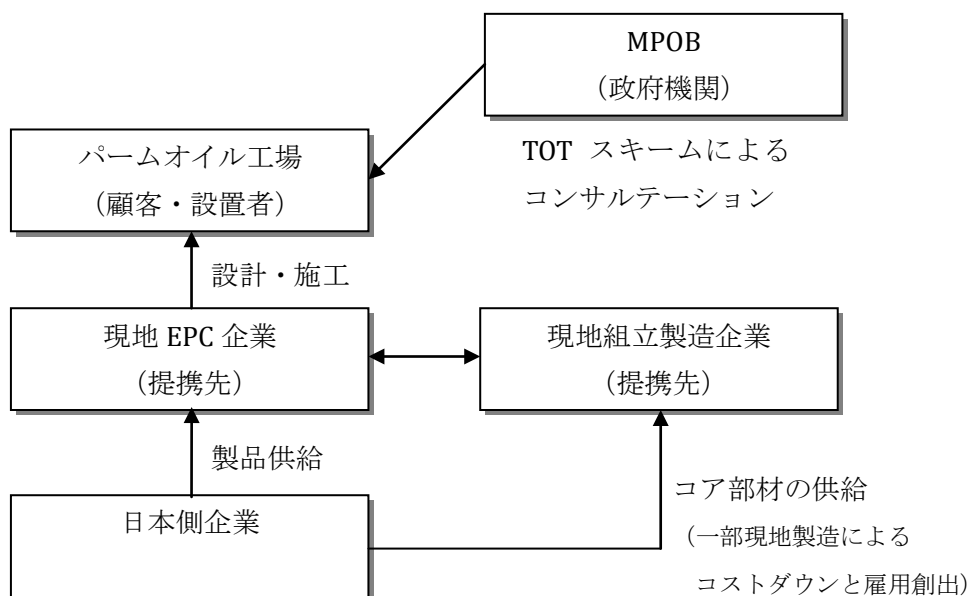 MPOB
（政府機関）
パームオイル工場
（顧客・設置者）
TOT スキームによる
コンサルテーション
設計・施工
現地 EPC 企業
（提携先）
現地組立製造企業
（提携先）
製品供給
日本側企業
コア部材の供給
（一部現地製造による
コストダウンと雇用創出）